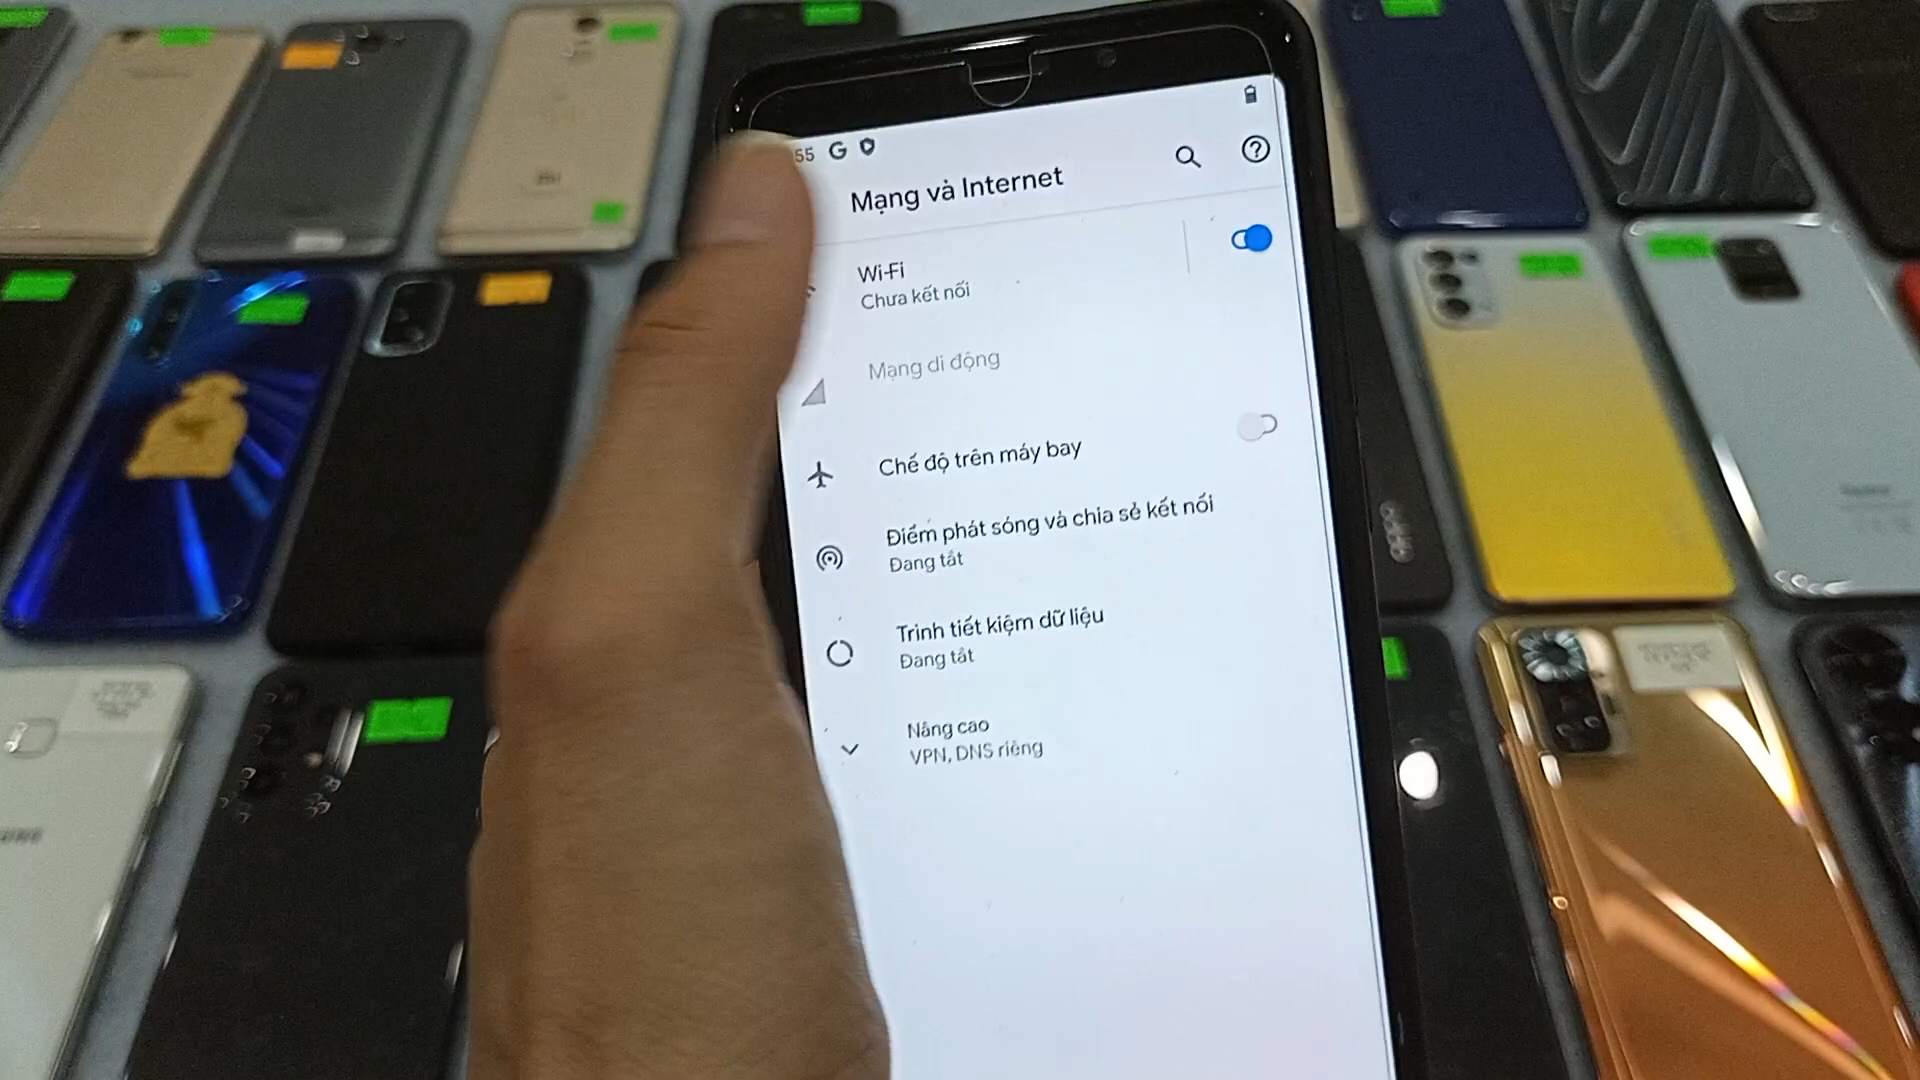 55 G
Mạng và Internet
Wi-Fi
Chưa kết nối
Mạng di động
Chế độ trên máy bay
Điểm phát sóng và chia sẻ kết nối
Đang tắt
Trình tiết kiệm dữ liệu
Đang tắt
Nâng cao
VPN, DNS riêng
oppo